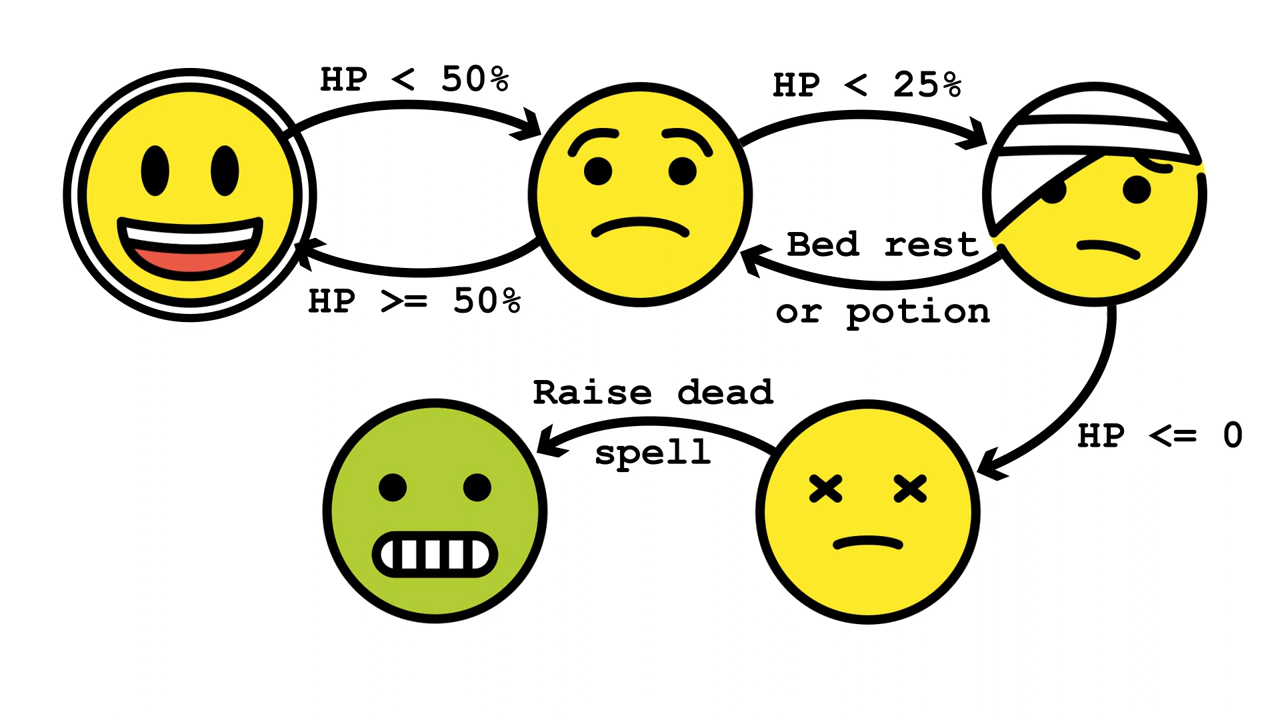 HP < 50%
HP < 25%
HP >= 50%
Bed rest
or potion
Raise dead
spell
HP <= 0